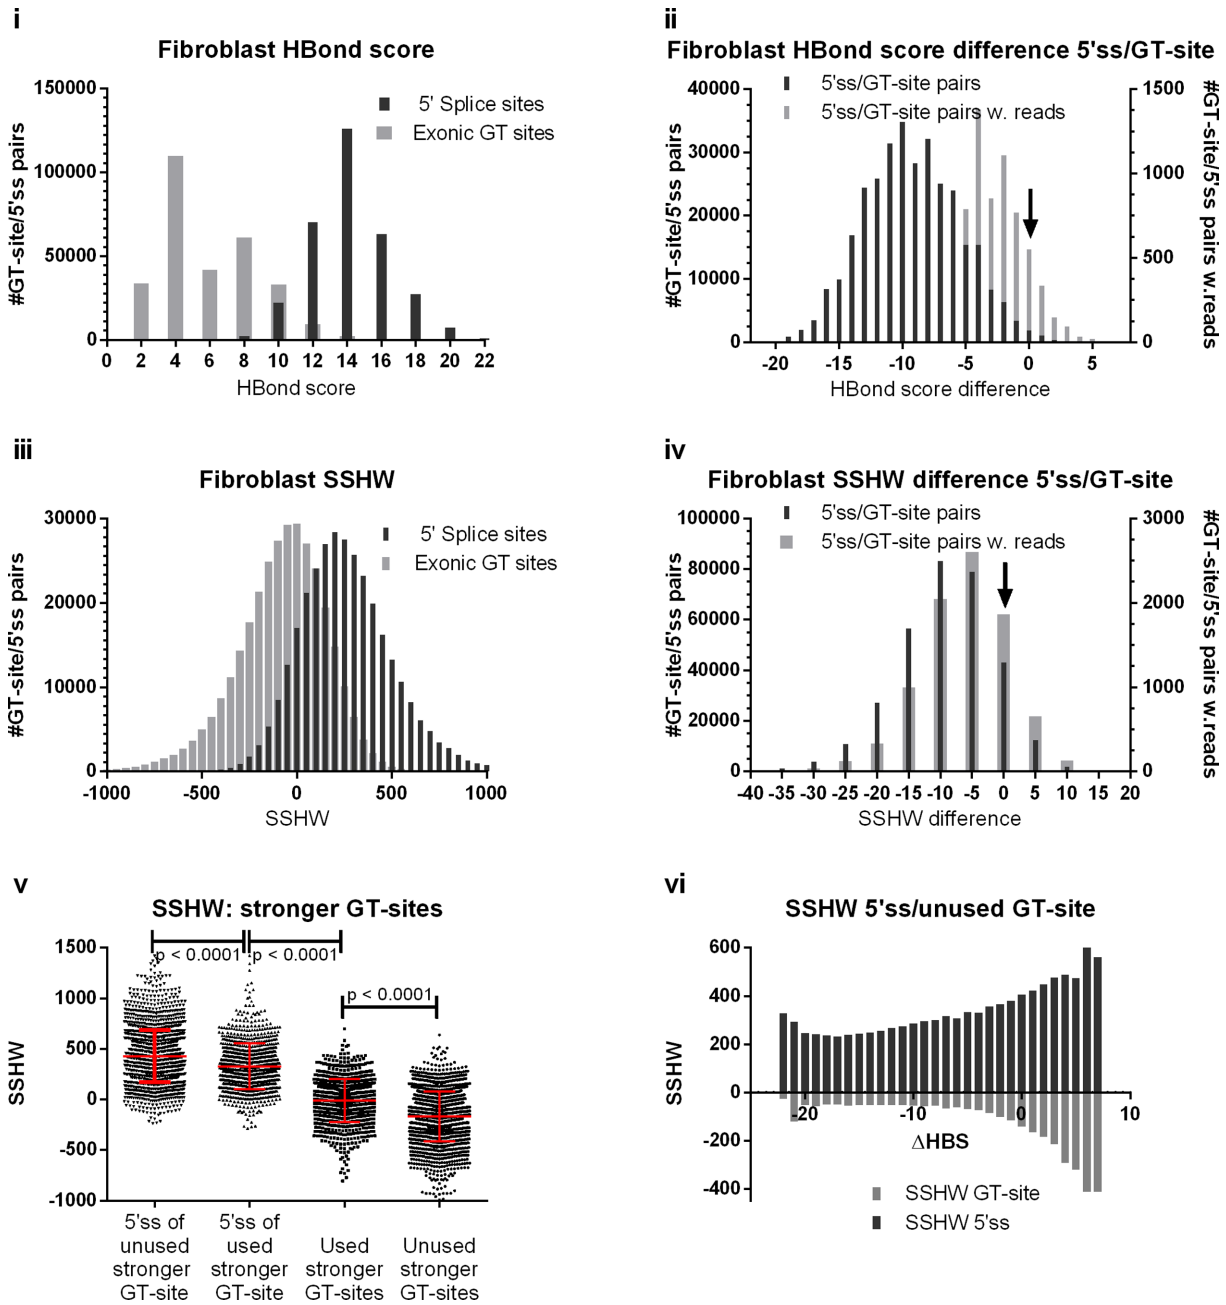 i
Fibroblast HBond score
150000
100000
50000
0
#GT-site/5'ss pairs
5' Splice sites
Exonic GT sites
0 2 4 6 8 10 12 14 16 18 20 22
HBond score
ii
Fibroblast HBond score difference 5'ss/GT-site
40000
30000
20000
10000
0
#GT-site/5'ss pairs
5'ss/GT-site pairs
5'ss/GT-site pairs w. reads
1500
1000
500
0
#GT-site/5'ss pairs w.reads
-20 -15 -10 -5 0 5
HBond score difference
iii
Fibroblast SSHW
30000
20000
10000
0
#GT-site/5'ss pairs
5' Splice sites
Exonic GT sites
-1000 -500 0 500 1000
SSHW
iv
Fibroblast SSHW difference 5'ss/GT-site
100000
80000
60000
40000
20000
0
#GT-site/5'ss pairs
5'ss/GT-site pairs
5'ss/GT-site pairs w. reads
3000
2000
1000
0
#GT-site/5'ss pairs w.reads
-40 -35 -30 -25 -20 -15 -10 -5 0 5 10 15 20
SSHW difference
v
SSHW: stronger GT-sites
1500
1000
500
0
-500
-1000
SSHW
p < 0.0001
p < 0.0001
p < 0.0001
5'ss of
unused
stronger
GT-site
5'ss of
used
stronger
GT-site
Used
stronger
GT-sites
Unused
stronger
GT-sites
vi
SSHW 5'ss/unused GT-site
600
400
200
0
-200
-400
SSHW
-20 -10 0 10
ΔHBS
SSHW GT-site
SSHW 5'ss